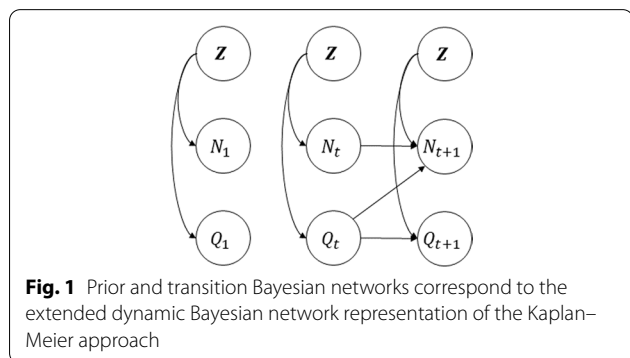 Z Z Z
N₁ Nₜ Nₜ₊₁
Q₁ Qₜ Qₜ₊₁
Fig. 1 Prior and transition Bayesian networks correspond to the
extended dynamic Bayesian network representation of the Kaplan–
Meier approach